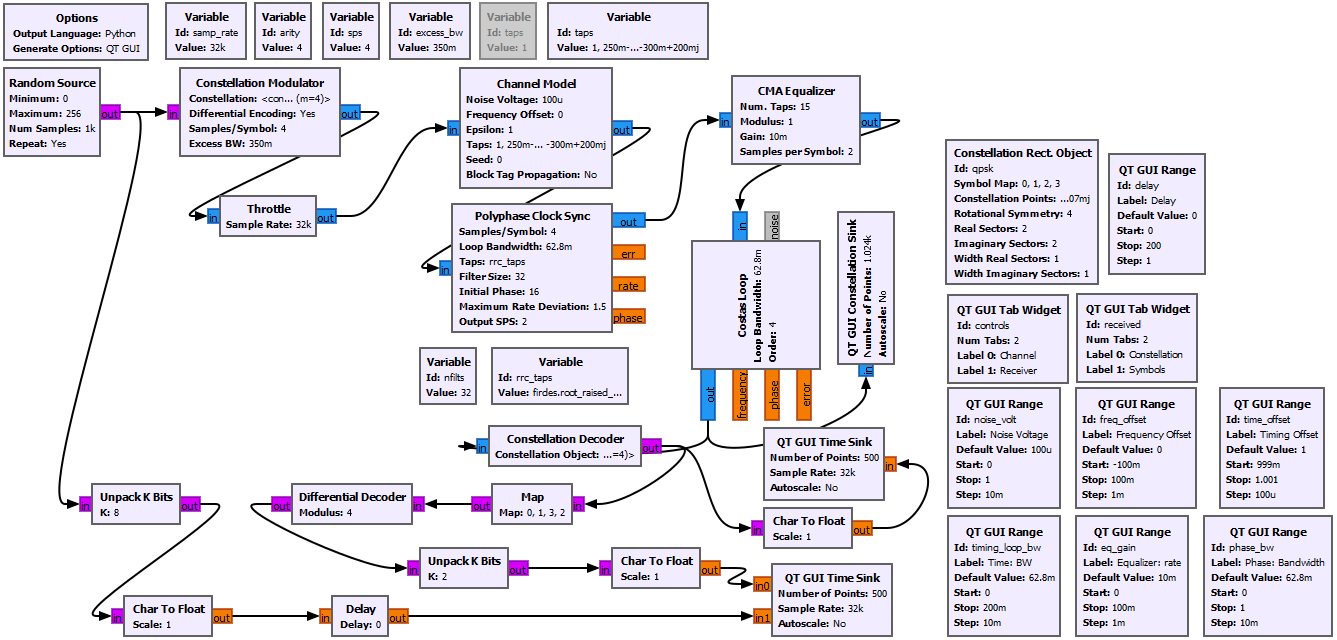 Options
Output Language: Python
Generate Options: QT GUI
Variable
Id: samp_rate
Value: 32k
Variable
Id: arity
Value: 4
Variable
Id: sps
Value: 4
Variable
Id: excess_bw
Value: 350m
Variable
Id: taps
Value: 1
Variable
Id: taps
Value: 1, 250m-...-300m+200mj
Random Source
Minimum: 0
Maximum: 256
Num Samples: 1k
Repeat: Yes
out
in
Constellation Modulator
Constellation: <con... (m=4)>
Differential Encoding: Yes
Samples/Symbol: 4
Excess BW: 350m
out
in
Throttle
Sample Rate: 32k
out
in
Channel Model
Noise Voltage: 100u
Frequency Offset: 0
Epsilon: 1
Taps: 1, 250m-... -300m+200mj
Seed: 0
Block Tag Propagation: No
out
in
Polyphase Clock Sync
Samples/Symbol: 4
Loop Bandwidth: 62.8m
Taps: rrc_taps
Filter Size: 32
Initial Phase: 16
Maximum Rate Deviation: 1.5
Output SPS: 2
out
err
rate
phase
in
CMA Equalizer
Num. Taps: 15
Modulus: 1
Gain: 10m
Samples per Symbol: 2
out
in
noise
Costas Loop
Loop Bandwidth: 62.8m
Order: 4
out
frequency
phase
error
QT GUI Constellation Sink
Number of Points: 1.024k
Autoscale: No
in
Constellation Rect. Object
Id: qpsk
Symbol Map: 0, 1, 2, 3
Constellation Points: ...07mj
Rotational Symmetry: 4
Real Sectors: 2
Imaginary Sectors: 2
Width Real Sectors: 1
Width Imaginary Sectors: 1
QT GUI Range
Id: delay
Label: Delay
Default Value: 0
Start: 0
Stop: 200
Step: 1
QT GUI Tab Widget
Id: controls
Num Tabs: 2
Label 0: Channel
Label 1: Receiver
QT GUI Tab Widget
Id: received
Num Tabs: 2
Label 0: Constellation
Label 1: Symbols
Variable
Id: nfilts
Value: 32
Variable
Id: rrc_taps
Value: firdes.root_raised_...
QT GUI Range
Id: noise_volt
Label: Noise Voltage
Default Value: 100u
Start: 0
Stop: 1
Step: 10m
QT GUI Range
Id: freq_offset
Label: Frequency Offset
Default Value: 0
Start: -100m
Stop: 100m
Step: 1m
QT GUI Range
Id: time_offset
Label: Timing Offset
Default Value: 1
Start: 999m
Stop: 1.001
Step: 100u
in
Constellation Decoder
Constellation Object: ...=4)>
out
QT GUI Time Sink
Number of Points: 500
Sample Rate: 32k
Autoscale: No
in
in
Unpack K Bits
K: 8
out
out
Differential Decoder
Modulus: 4
in
out
Map
Map: 0, 1, 3, 2
in
in
Char To Float
Scale: 1
out
in
Unpack K Bits
K: 2
out
in
Char To Float
Scale: 1
out
in0
in1
QT GUI Time Sink
Number of Points: 500
Sample Rate: 32k
Autoscale: No
in
Char To Float
Scale: 1
out
in
Delay
Delay: 0
out
QT GUI Range
Id: timing_loop_bw
Label: Time: BW
Default Value: 62.8m
Start: 0
Stop: 200m
Step: 10m
QT GUI Range
Id: eq_gain
Label: Equalizer: rate
Default Value: 10m
Start: 0
Stop: 100m
Step: 1m
QT GUI Range
Id: phase_bw
Label: Phase: Bandwidth
Default Value: 62.8m
Start: 0
Stop: 1
Step: 10m